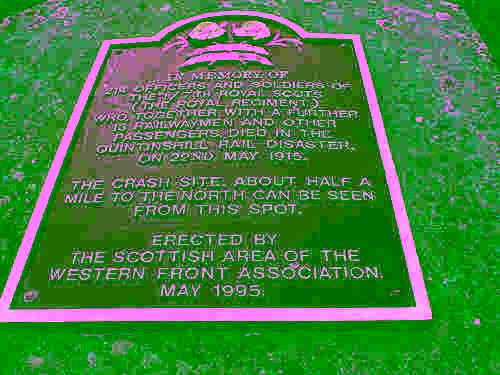 IN MEMORY OF
OFFICERS AND SOLDIERS OF
THE 1/7TH ROYAL SCOTS
(THE ROYAL REGIMENT)
WHO TOGETHER WITH A FURTHER
RAILWAYMEN AND OTHER
PASSENGERS DIED IN THE
QUINTINSHILL RAIL DISASTER,
ON 22ND MAY 1915.
THE CRASH SITE, ABOUT HALF A
MILE TO THE NORTH CAN BE SEEN
FROM THIS SPOT.
ERECTED BY
THE SCOTTISH AREA OF THE
WESTERN FRONT ASSOCIATION.
MAY 1995.